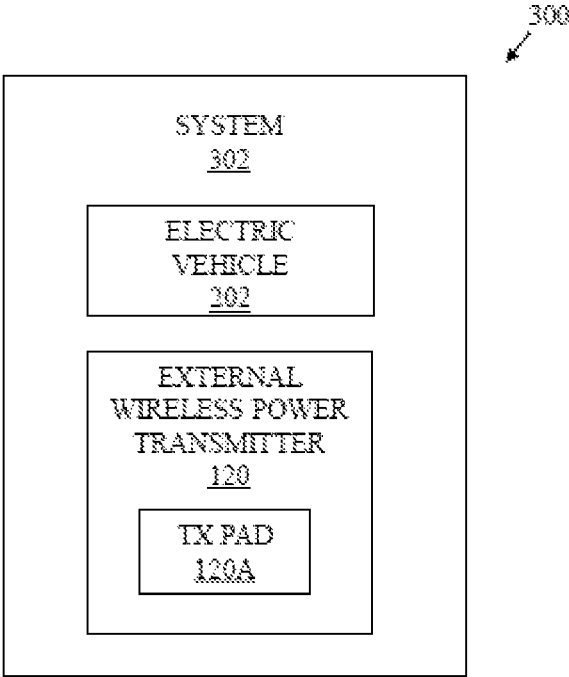 300
SYSTEM
302
ELECTRIC
VEHICLE
202
EXTERNAL
WIRELESS POWER
TRANSMITTER
120
TX PAD
120A